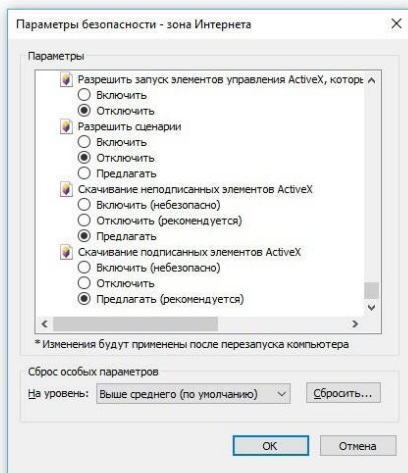 Параметры безопасности - зона Интернета
Параметры
Разрешить запуск элементов управления ActiveX, которь
Включить
Отключить
Разрешить сценарии
Включить
Отключить
Предлагать
Скачивание неподписанных элементов ActiveX
Включить (небезопасно)
Отключить (рекомендуется)
Предлагать
Скачивание подписанных элементов ActiveX
Включить (небезопасно)
Отключить
Предлагать (рекомендуется)
* Изменения будут применены после перезапуска компьютера
Сброс особых параметров
На уровень: Выше среднего (по умолчанию) Сбросить...
ОК Отмена